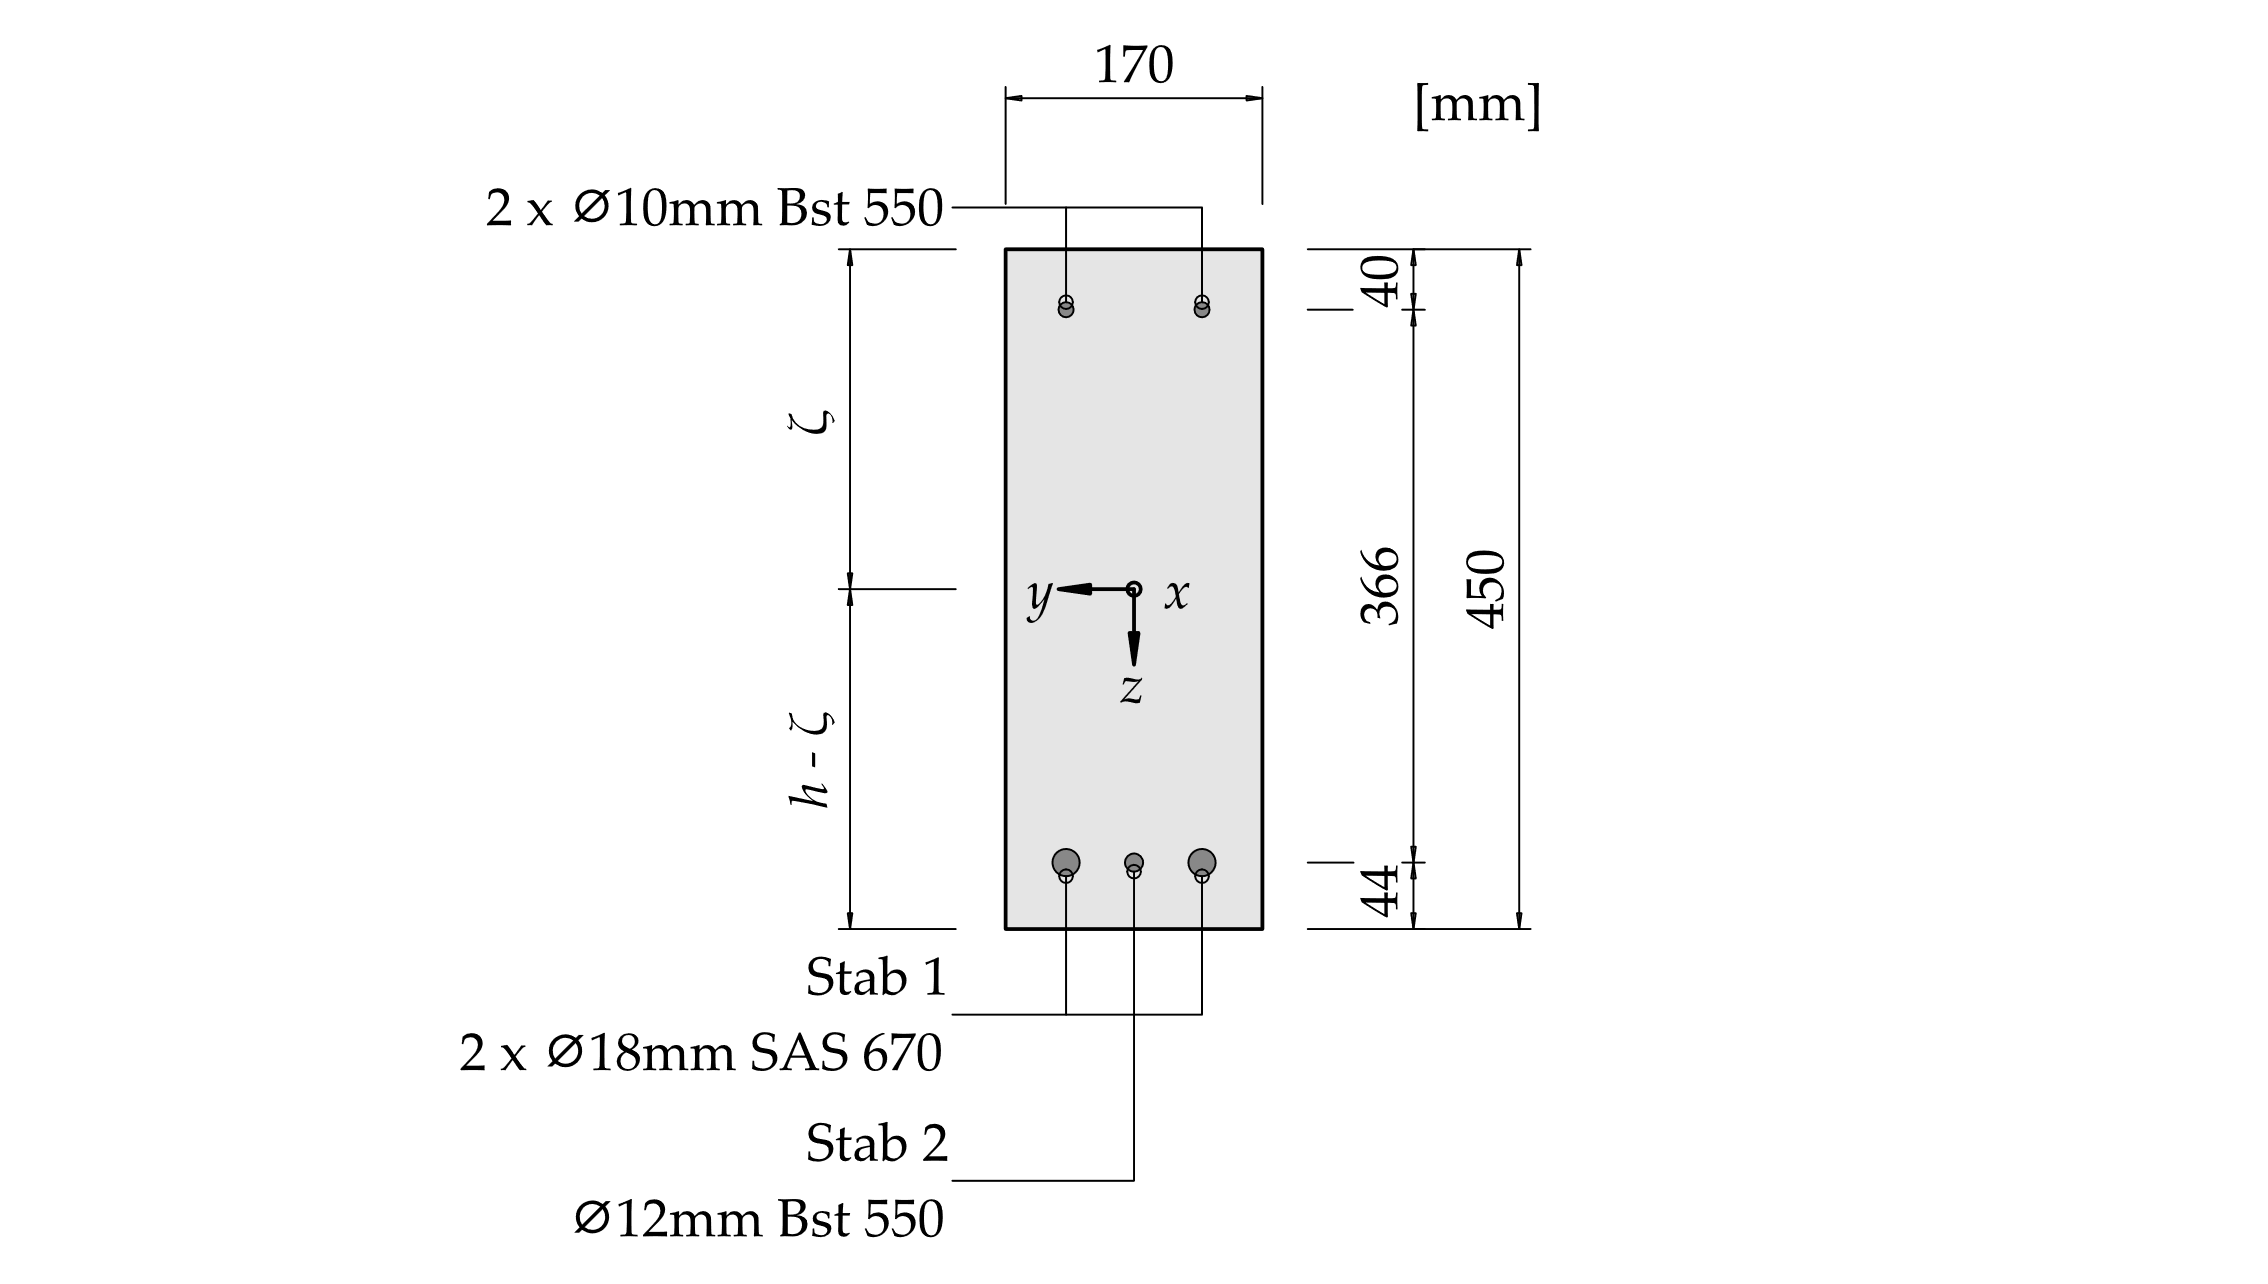 170
[mm]
2 x ∅10mm Bst 550
40
ζ
366
450
y
x
z
h - ζ
44
Stab 1
2 x ∅18mm SAS 670
Stab 2
∅12mm Bst 550